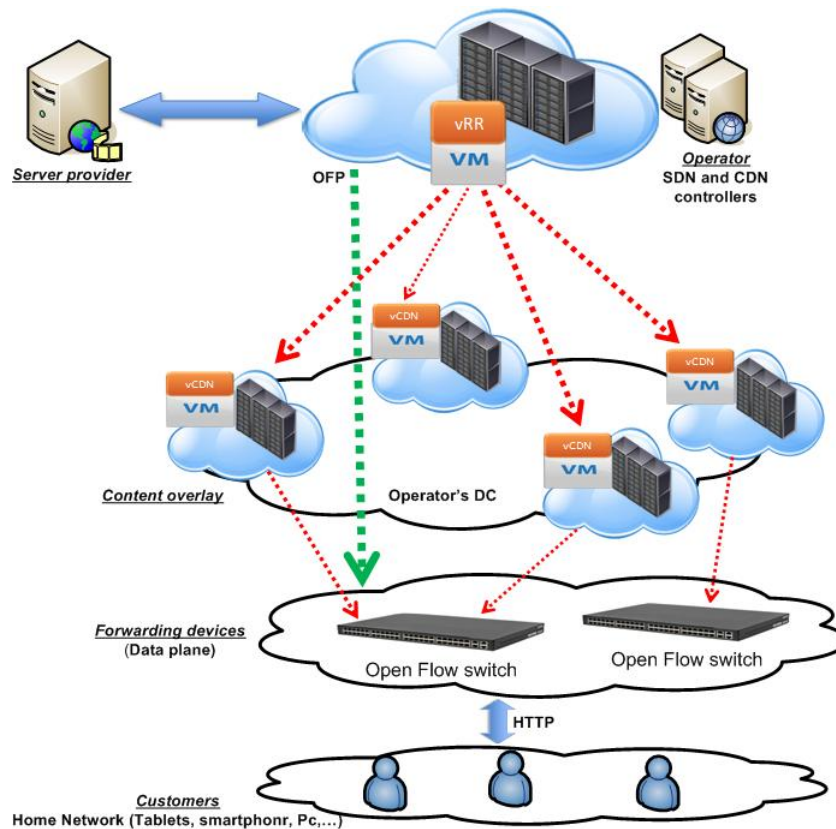 vRR
VM
Server provider
OFP
Operator
SDN and CDN
controllers
vCDN
VM
vCDN
VM
vCDN
VM
vCDN
VM
Content overlay
Operator's DC
Forwarding devices
(Data plane)
Open Flow switch
Open Flow switch
HTTP
Customers
Home Network (Tablets, smartphonr, Pc,...)